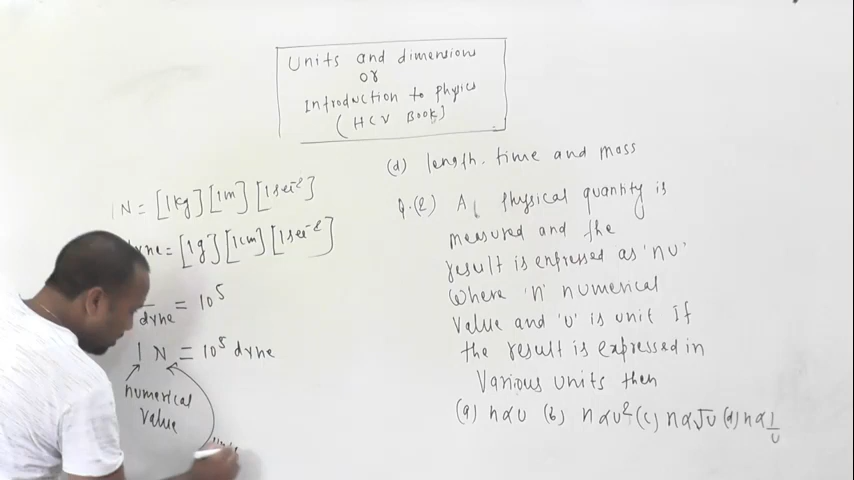 Units and dimensions
or
Introduction to physics
(HCV Book)
(d) length, time and mass
1N = [1kg][1m][1sec⁻²]
dyne = [1g][1cm][1sec⁻²]
dyne = 10⁵
1 N = 10⁵ dyne
numerical
value
Q.(2) A physical quantity is
measured and the
result is expressed as 'nu'
where 'n' numerical
value and 'u' is unit If
the result is expressed in
various units then
(a) n∝u (b) n∝u² (c) n∝√u (d) n∝1/u